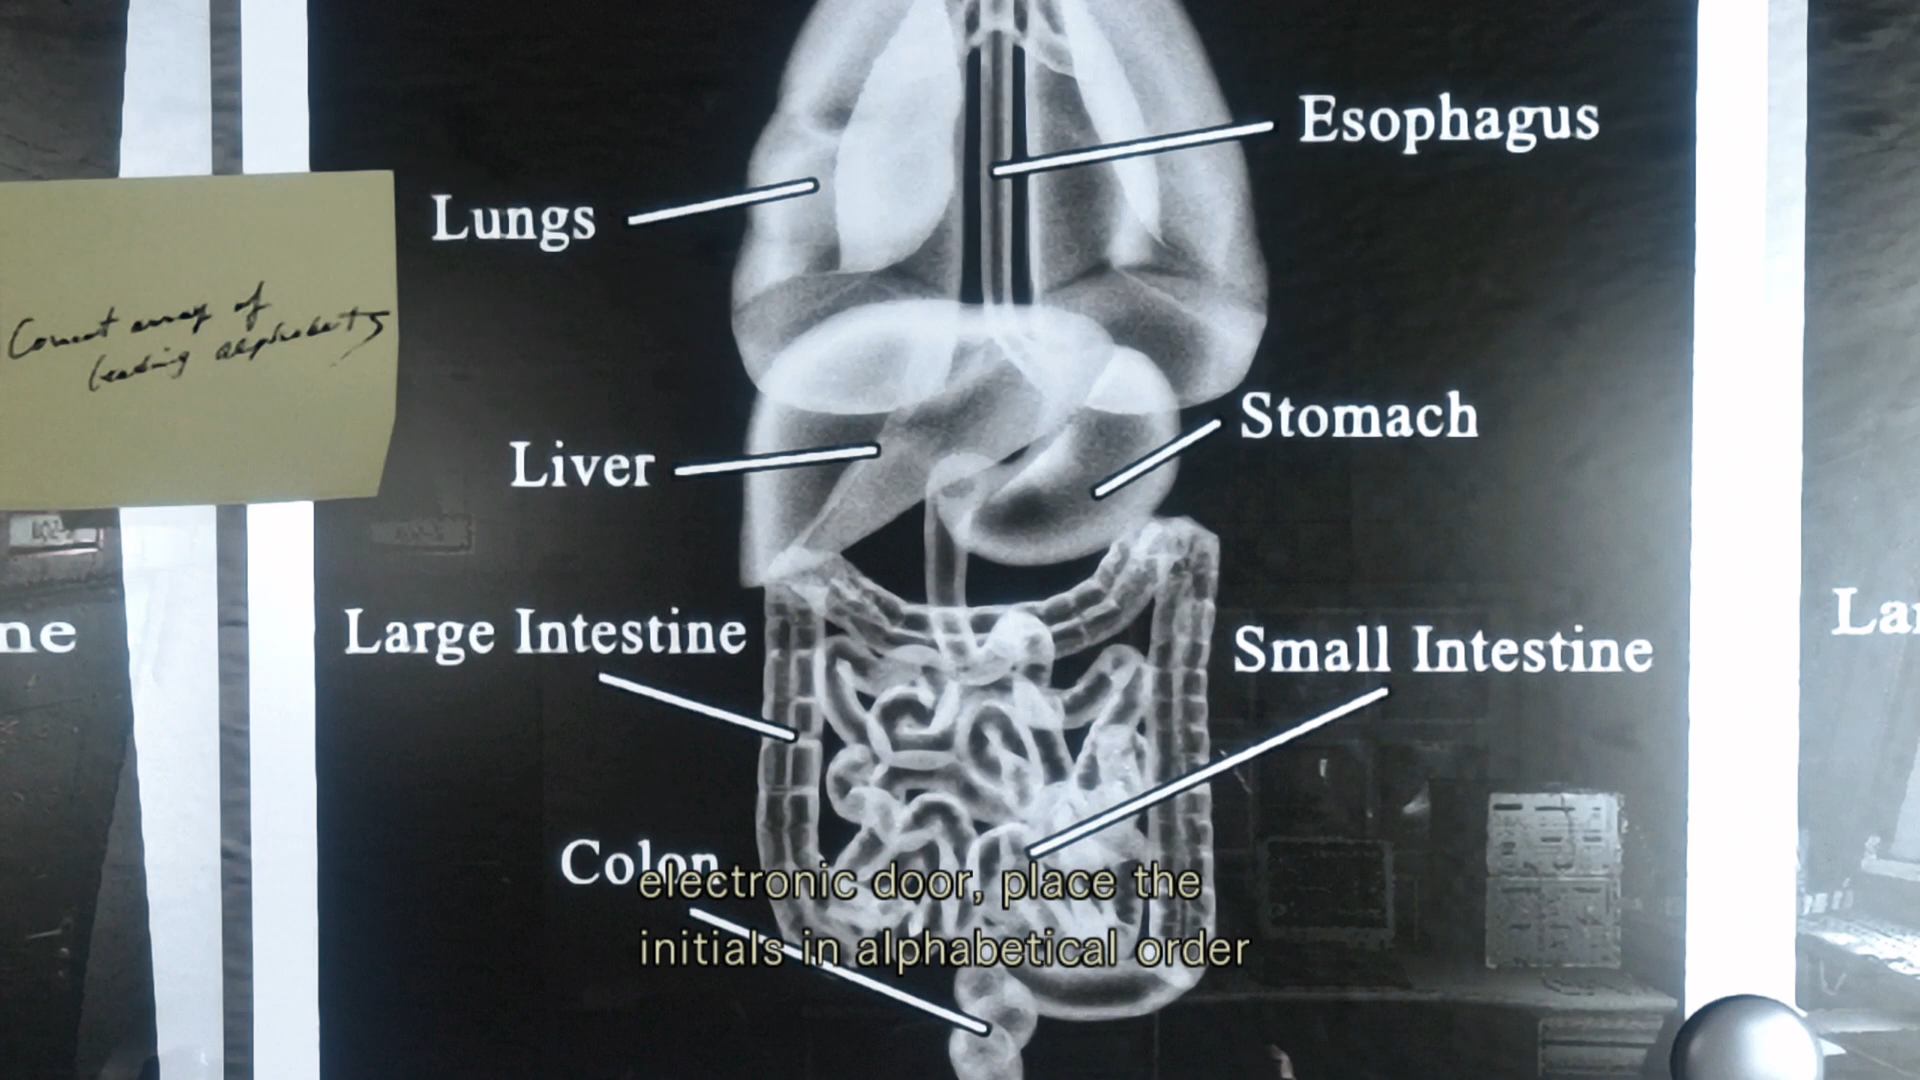 Esophagus
Lungs
Correct array of
leading alphabets
Stomach
Liver
ne
Large Intestine
Small Intestine
La
Colon
electronic door, place the
initials in alphabetical order